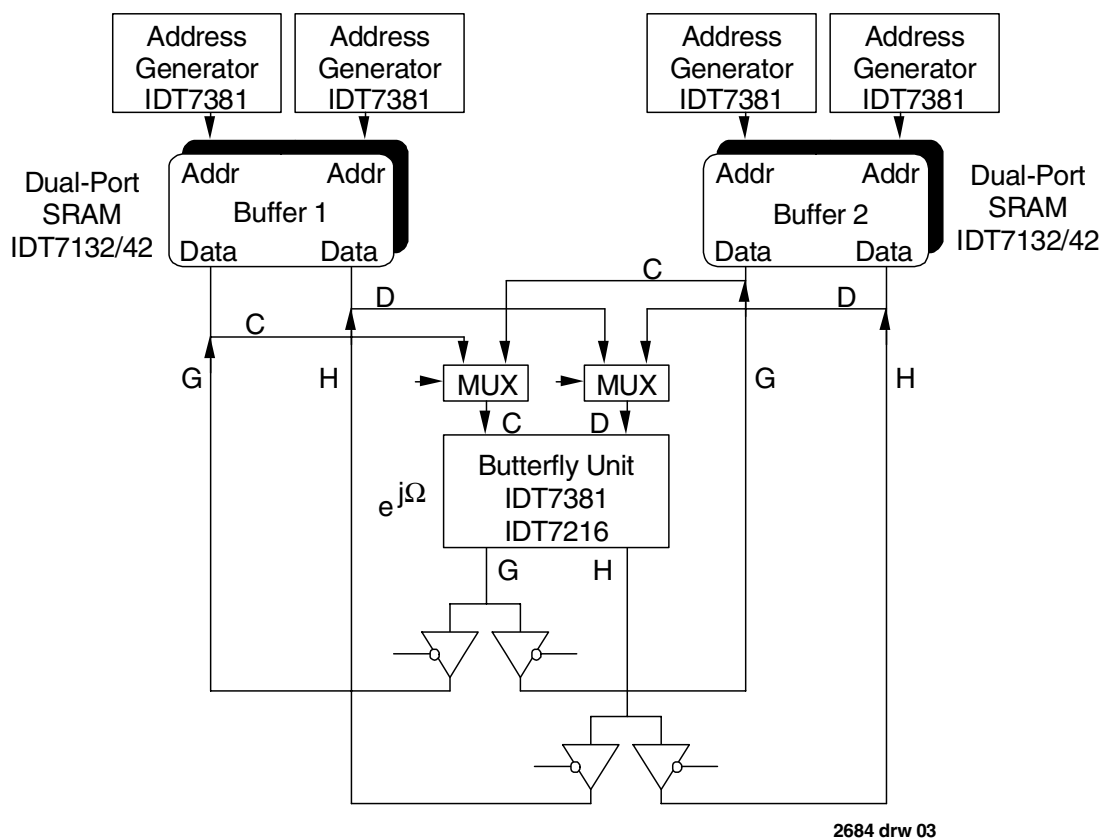 Address
Generator
IDT7381
Address
Generator
IDT7381
Address
Generator
IDT7381
Address
Generator
IDT7381
Dual-Port
SRAM
IDT7132/42
Addr Addr
Buffer 1
Data Data
Addr Addr
Buffer 2
Data Data
Dual-Port
SRAM
IDT7132/42
C
D
D
C
G
H
MUX
MUX
G
H
C
D
Butterfly Unit
IDT7381
IDT7216
e jΩ
G
H
2684 drw 03